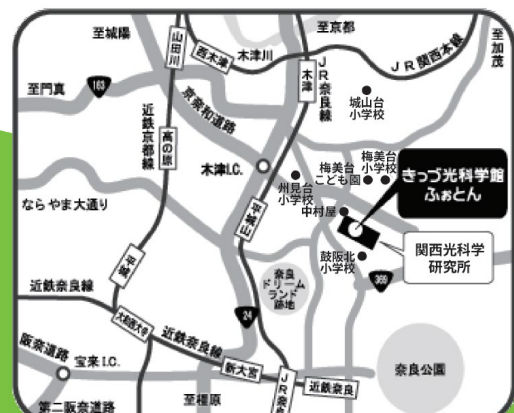 至城陽
山田川
西木津
木津川
至京都
JR関西本線
至加茂
至門真
163
京奈和道路
木津
JR奈良線
城山台
小学校
近鉄京都線
高の原
木津I.C.
州見台
小学校
梅美台
こども園
梅美台
小学校
きっづ光科学館
ふぉとん
ならやま大通り
中村屋
平城山
関西光科学
研究所
鼓阪北
小学校
平城
奈良
ドリーム
ランド
跡地
369
近鉄奈良線
大和西大寺
24
阪奈道路
宝来I.C.
近鉄奈良線
新大宮
近鉄奈良
奈良公園
第二阪奈道路
至橿原
JR奈良